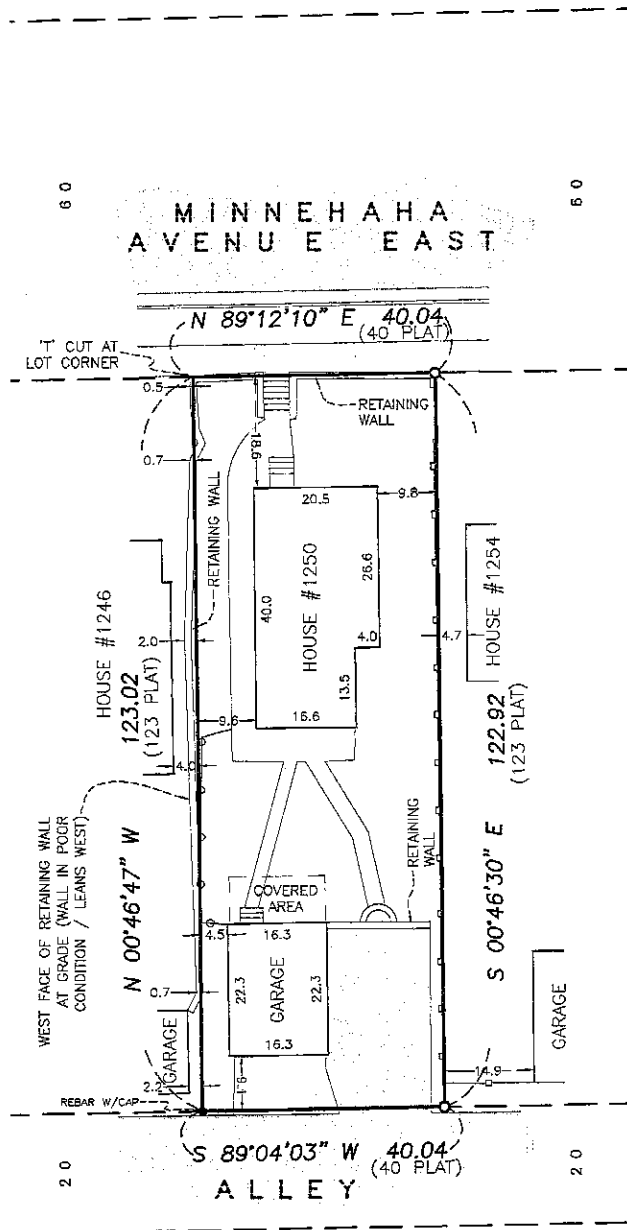 60
60
MINNEHAHA
AVENUE EAST
N 89°12'10" E 40.04
(40 PLAT)
'T' CUT AT
LOT CORNER
0.5
RETAINING
WALL
18.6
0.7
RETAINING WALL
20.5
9.8
HOUSE #1250
40.0
26.6
HOUSE #1246
HOUSE #1254
2.0
4.0
4.7
123.02
(123 PLAT)
122.92
(123 PLAT)
13.5
9.6
16.6
4.0
WEST FACE OF RETAINING WALL
AT GRADE (WALL IN POOR
CONDITION / LEANS WEST)
N 00°46'47" W
RETAINING
WALL
S 00°46'30" E
COVERED
AREA
4.5
16.3
22.3
GARAGE
22.3
0.7
16.3
GARAGE
GARAGE
14.9
2.2
REBAR W/CAP
S 89°04'03" W 40.04
(40 PLAT)
20
20
ALLEY